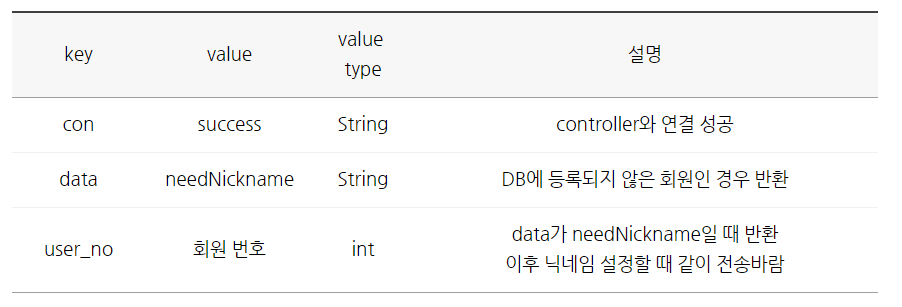 key value value type 설명
con success String controller와 연결 성공
data needNickname String DB에 등록되지 않은 회원인 경우 반환
user_no 회원 번호 int data가 needNickname일 때 반환
이후 닉네임 설정할 때 같이 전송바람